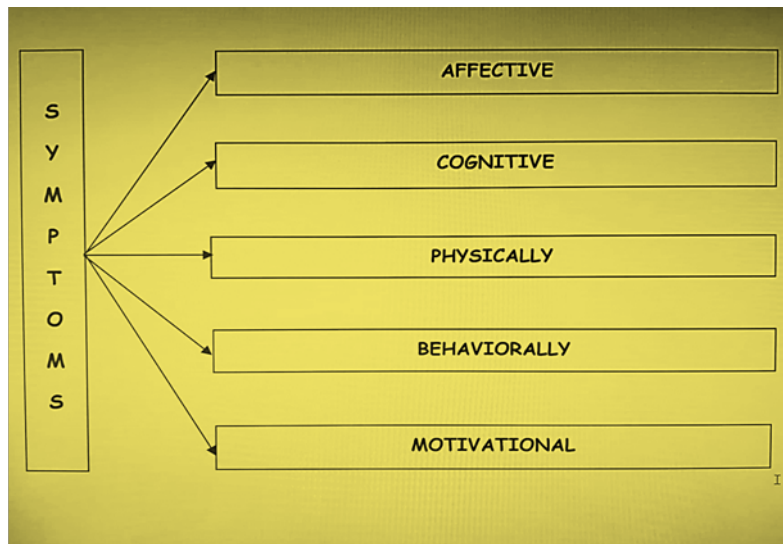 SYMPTOMS
AFFECTIVE
COGNITIVE
PHYSICALLY
BEHAVIORALLY
MOTIVATIONAL